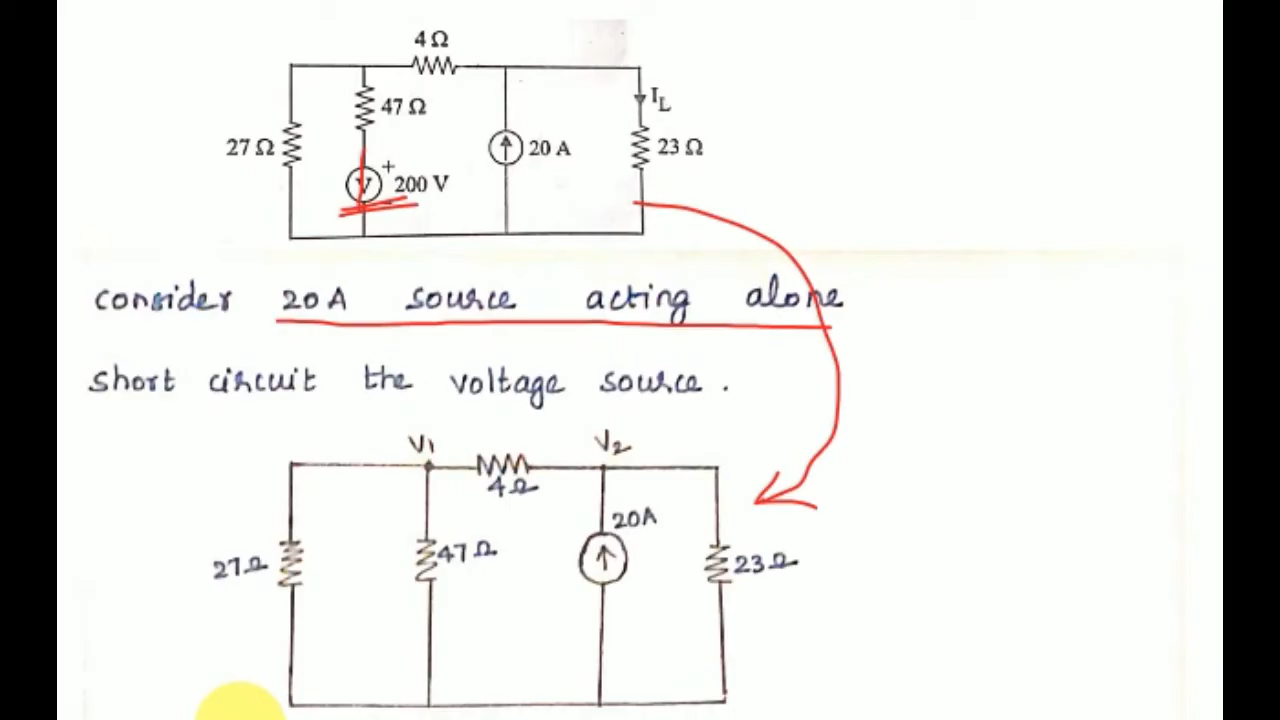 4 Ω
47 Ω
I_L
27 Ω
20 A
23 Ω
V
+
200 V
consider 20A source acting alone
short circuit the voltage source .
V1
V2
4Ω
20A
27Ω
47Ω
23Ω